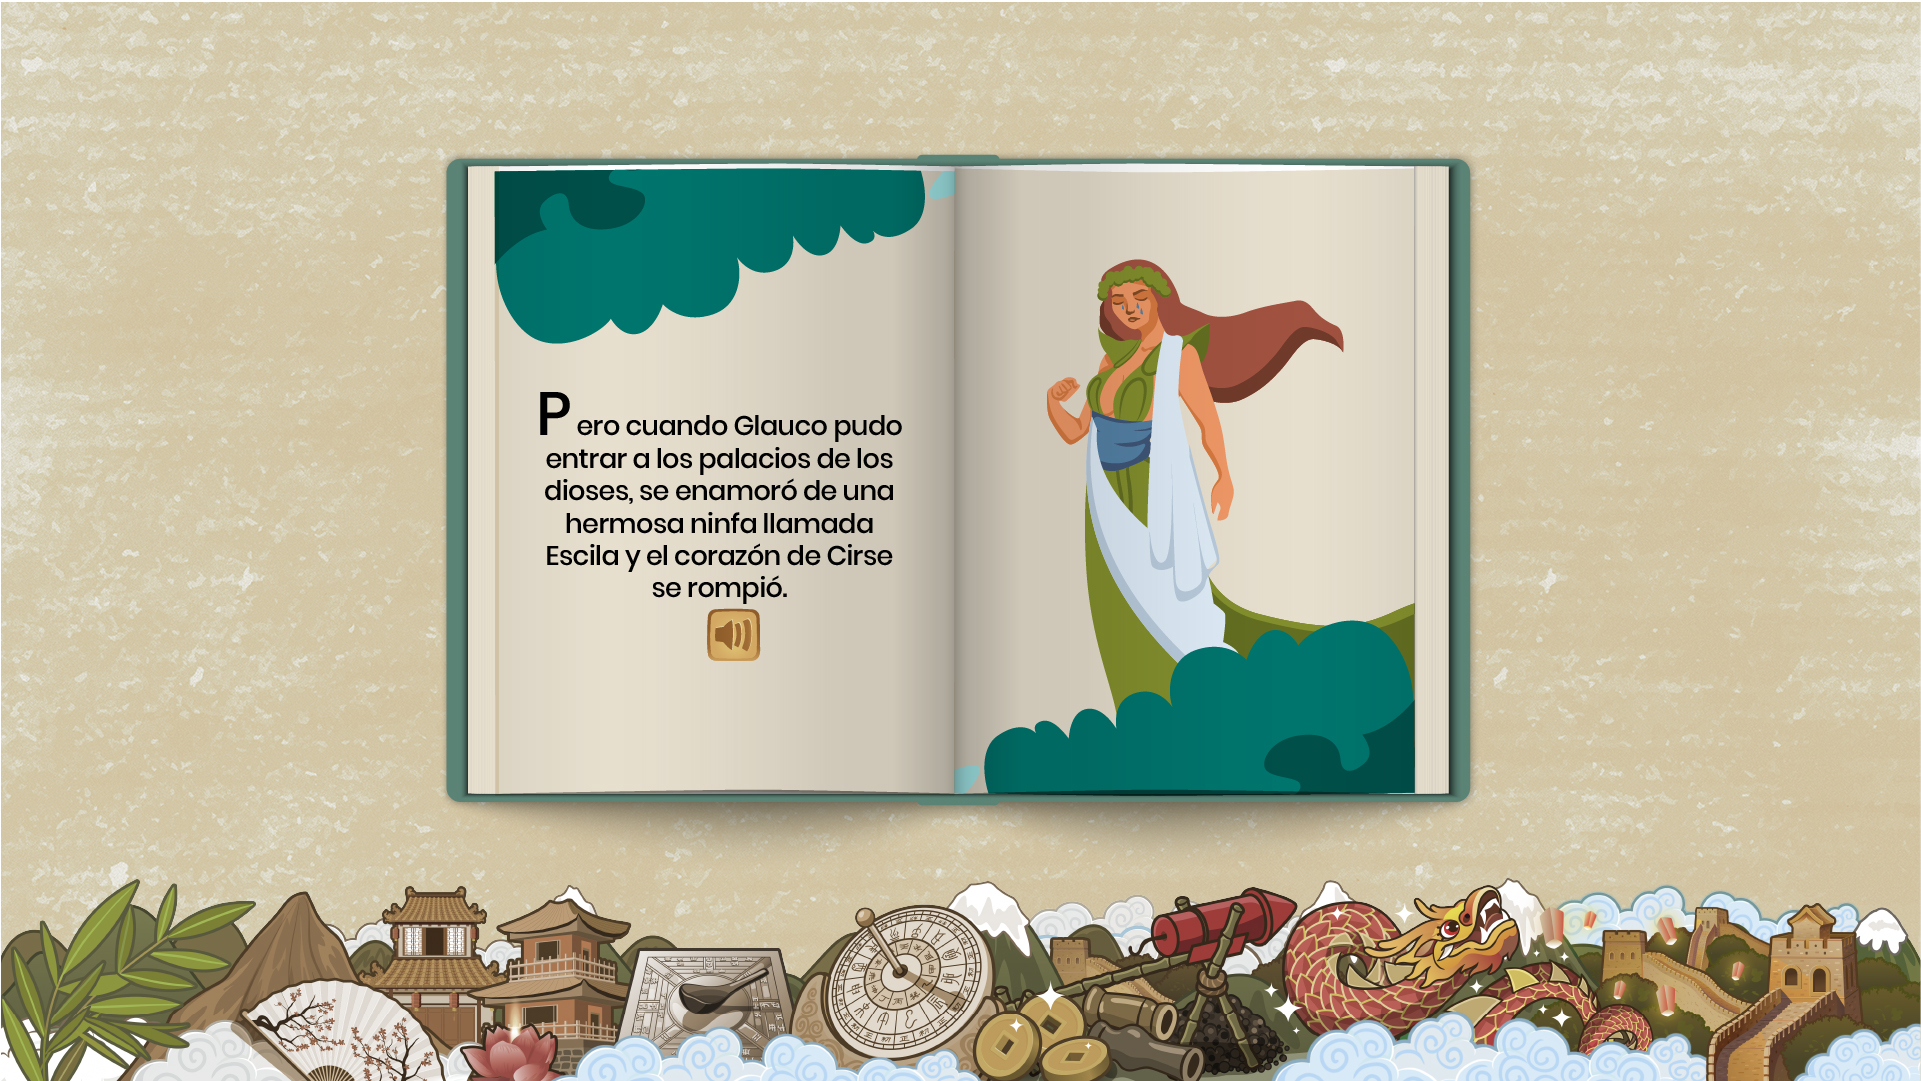 Pero cuando Glauco pudo
entrar a los palacios de los
dioses, se enamoró de una
hermosa ninfa llamada
Escila y el corazón de Cirse
se rompió.